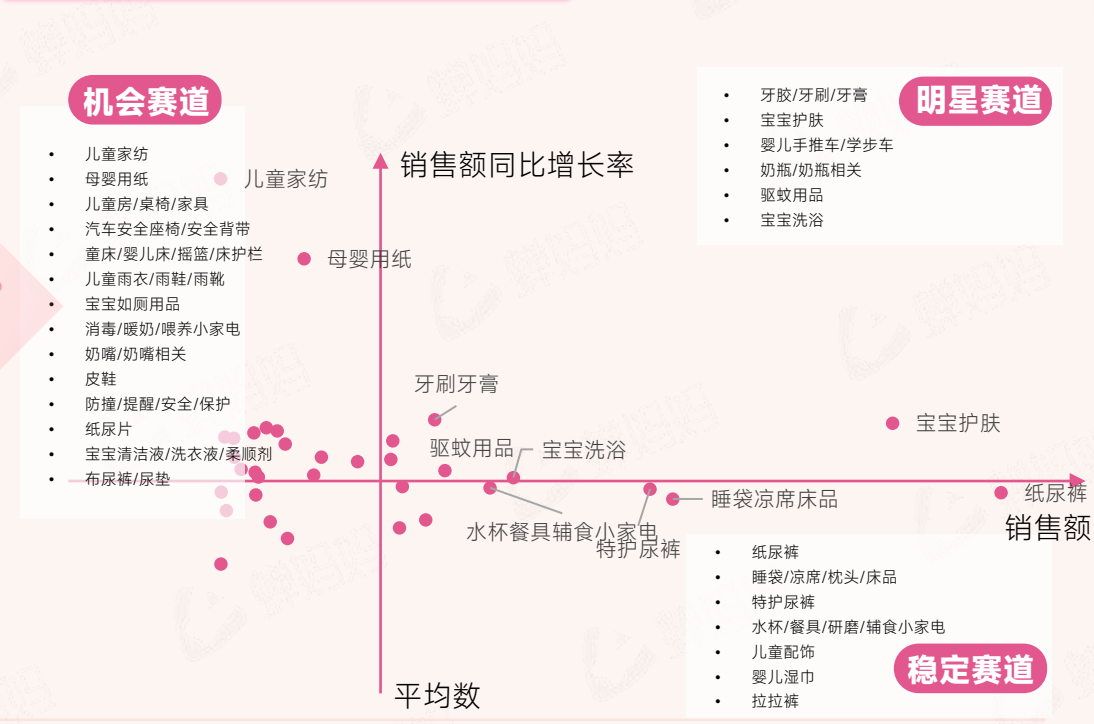 机会赛道
儿童家纺
母婴用纸
儿童房/桌椅/家具
汽车安全座椅/安全背带
童床/婴儿床/摇篮/床护栏
儿童雨衣/雨鞋/雨靴
宝宝如厕用品
消毒/暖奶/喂养小家电
奶嘴/奶嘴相关
皮鞋
防撞/提醒/安全/保护
纸尿片
宝宝清洁液/洗衣液/柔顺剂
布尿裤/尿垫
明星赛道
牙胶/牙刷/牙膏
宝宝护肤
婴儿手推车/学步车
奶瓶/奶瓶相关
驱蚊用品
宝宝洗浴
销售额同比增长率
儿童家纺
母婴用纸
牙刷牙膏
宝宝护肤
驱蚊用品
宝宝洗浴
睡袋凉席床品
纸尿裤
销售额
水杯餐具辅食小家电
特护尿裤
平均数
纸尿裤
睡袋/凉席/枕头/床品
特护尿裤
水杯/餐具/研磨/辅食小家电
儿童配饰
婴儿湿巾
拉拉裤
稳定赛道